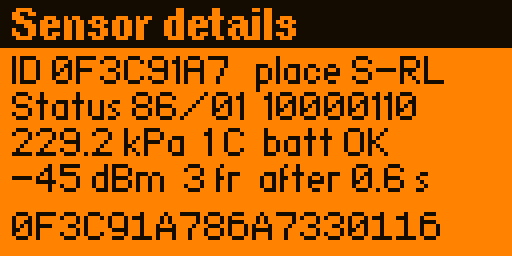 Sensor details
ID 0F3C91A7 place S-RL
Status 86/01 10000110
229.2 kPa 1 C batt OK
-45 dBm 3 fr after 0.6 s
0F3C91A786A7330116